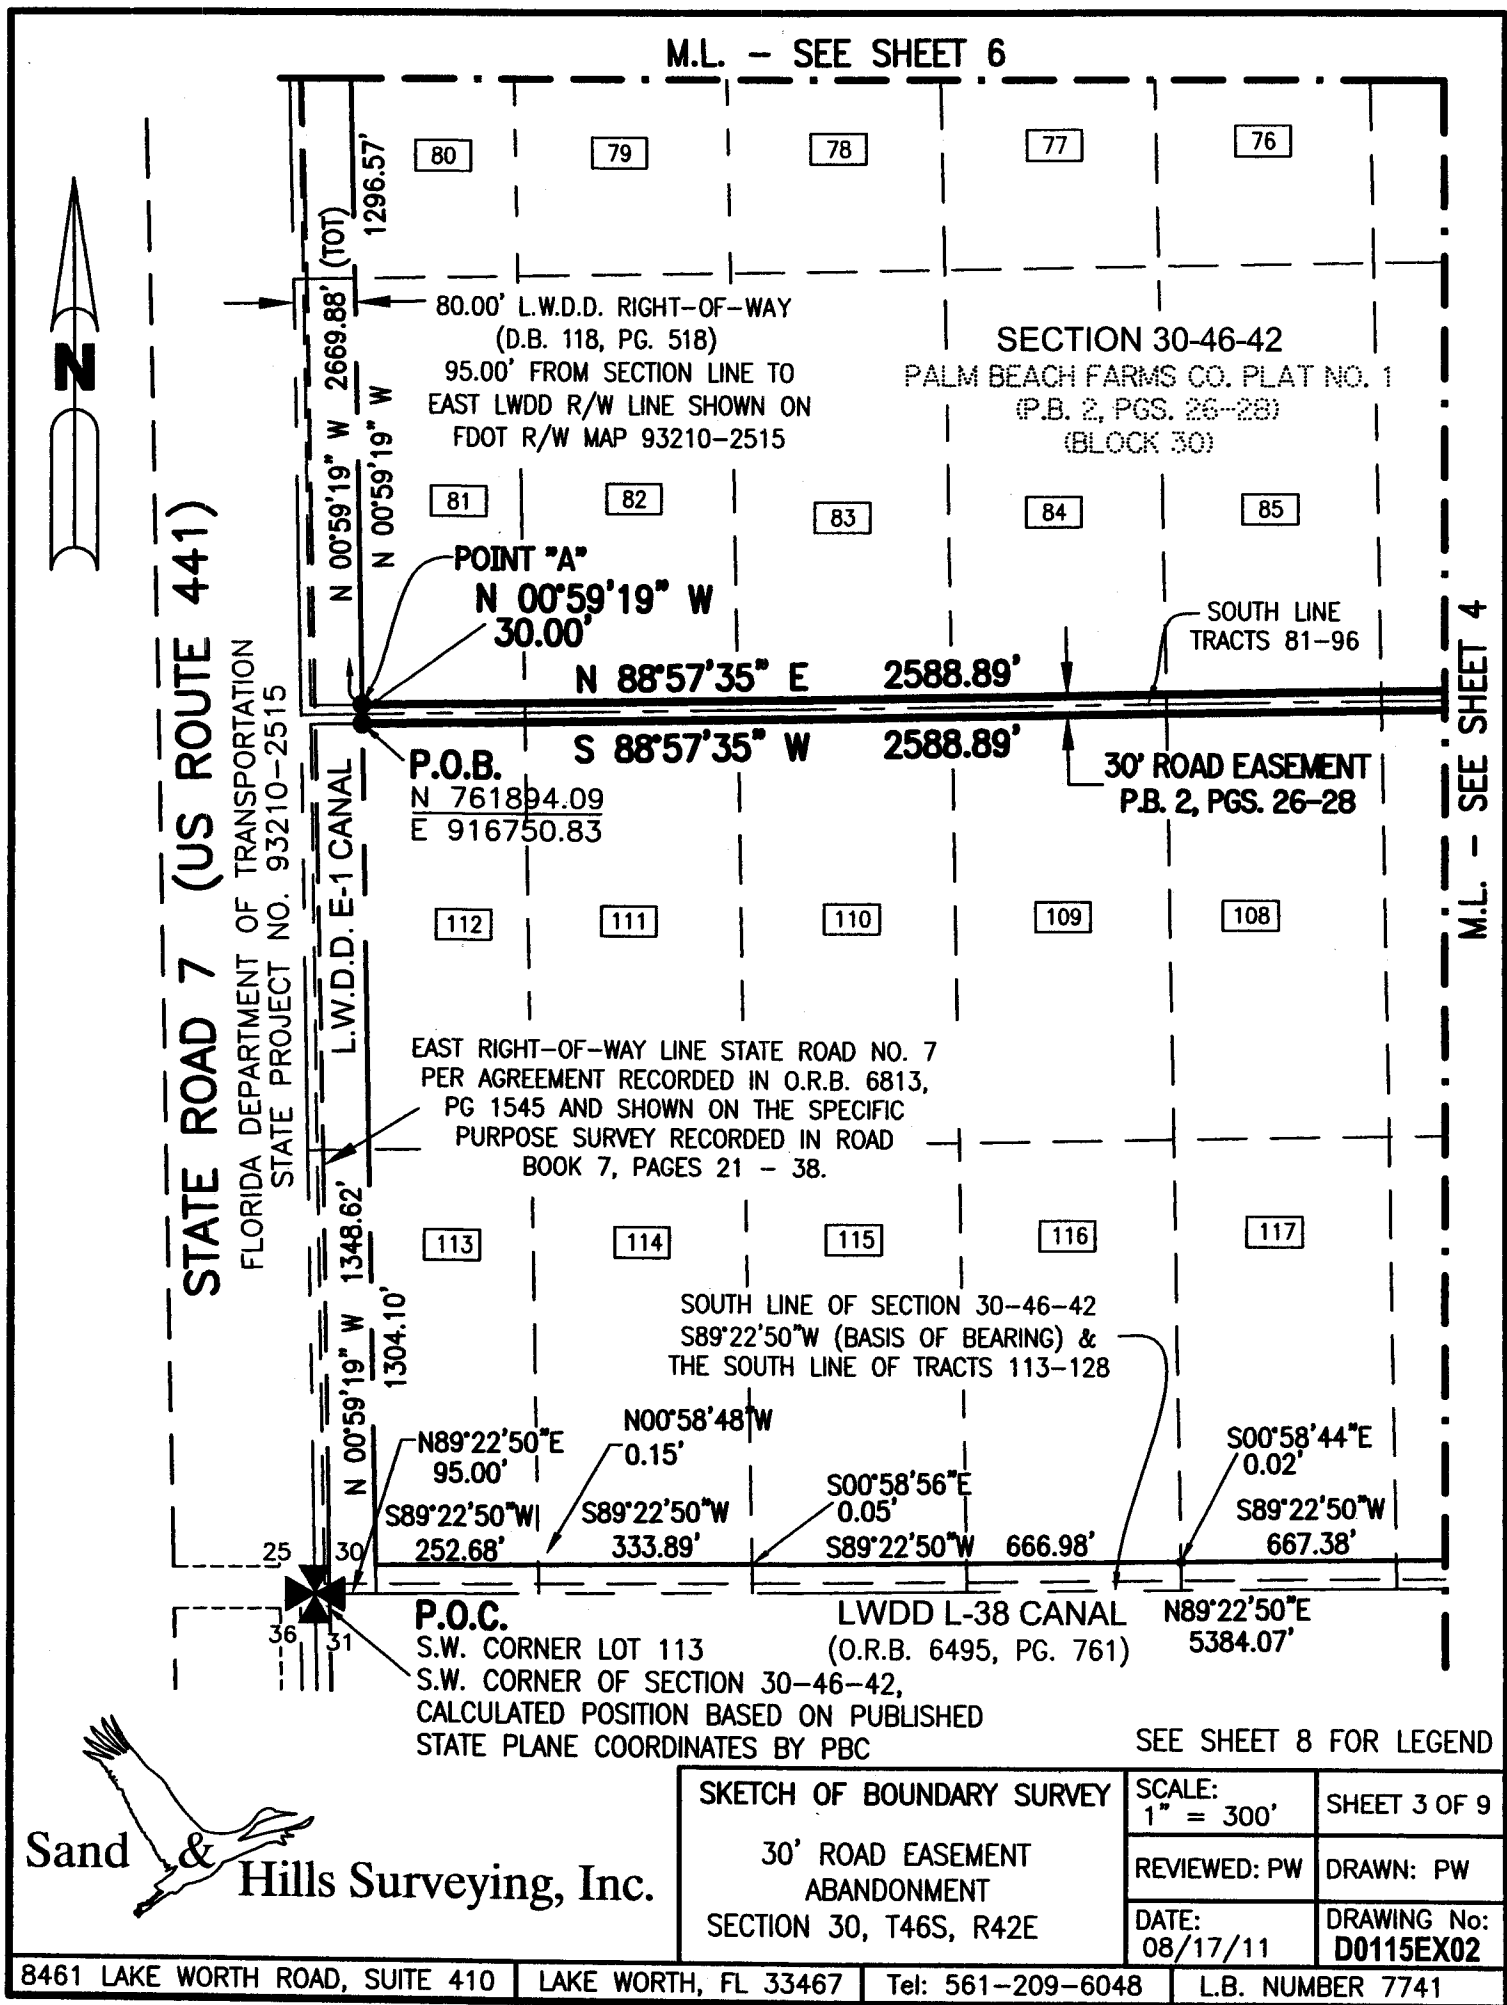 M.L. - SEE SHEET 6
80
79
78
77
76
1296.57'
N 00°59'19" W 2669.88' (TOT)
N 00°59'19" W
80.00' L.W.D.D. RIGHT-OF-WAY
(D.B. 118, PG. 518)
95.00' FROM SECTION LINE TO
EAST LWDD R/W LINE SHOWN ON
FDOT R/W MAP 93210-2515
SECTION 30-46-42
PALM BEACH FARMS CO. PLAT NO. 1
(P.B. 2, PGS. 26-28)
(BLOCK 30)
N
81
82
83
84
85
POINT "A"
N 00°59'19" W
30.00'
SOUTH LINE
TRACTS 81-96
N 88°57'35" E 2588.89'
S 88°57'35" W 2588.89'
P.O.B.
N 761894.09
E 916750.83
30' ROAD EASEMENT
P.B. 2, PGS. 26-28
M.L. - SEE SHEET 4
STATE ROAD 7 (US ROUTE 441)
FLORIDA DEPARTMENT OF TRANSPORTATION
STATE PROJECT NO. 93210-2515
L.W.D.D. E-1 CANAL
112
111
110
109
108
EAST RIGHT-OF-WAY LINE STATE ROAD NO. 7
PER AGREEMENT RECORDED IN O.R.B. 6813,
PG 1545 AND SHOWN ON THE SPECIFIC
PURPOSE SURVEY RECORDED IN ROAD
BOOK 7, PAGES 21 - 38.
N 00°59'19" W 1348.62'
1304.10'
113
114
115
116
117
SOUTH LINE OF SECTION 30-46-42
S89°22'50"W (BASIS OF BEARING) &
THE SOUTH LINE OF TRACTS 113-128
N89°22'50"E
95.00'
N00°58'48"W
0.15'
S00°58'56"E
0.05'
S00°58'44"E
0.02'
S89°22'50"W
252.68'
S89°22'50"W
333.89'
S89°22'50"W 666.98'
S89°22'50"W
667.38'
25
30
36
31
P.O.C.
S.W. CORNER LOT 113
S.W. CORNER OF SECTION 30-46-42,
CALCULATED POSITION BASED ON PUBLISHED
STATE PLANE COORDINATES BY PBC
LWDD L-38 CANAL
(O.R.B. 6495, PG. 761)
N89°22'50"E
5384.07'
SEE SHEET 8 FOR LEGEND
Sand &
Hills Surveying, Inc.
SKETCH OF BOUNDARY SURVEY
30' ROAD EASEMENT
ABANDONMENT
SECTION 30, T46S, R42E
SCALE:
1" = 300'
SHEET 3 OF 9
REVIEWED: PW
DRAWN: PW
DATE:
08/17/11
DRAWING No:
D0115EX02
8461 LAKE WORTH ROAD, SUITE 410
LAKE WORTH, FL 33467
Tel: 561-209-6048
L.B. NUMBER 7741